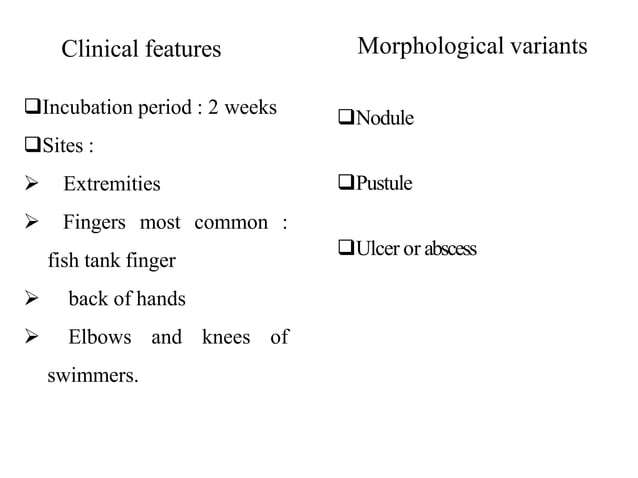 Clinical features
❑Incubation period : 2 weeks
❑Sites :
➢ Extremities
➢ Fingers most common :
fish tank finger
➢ back of hands
➢ Elbows and knees of
swimmers.
Morphological variants
❑Nodule
❑Pustule
❑Ulcer or abscess